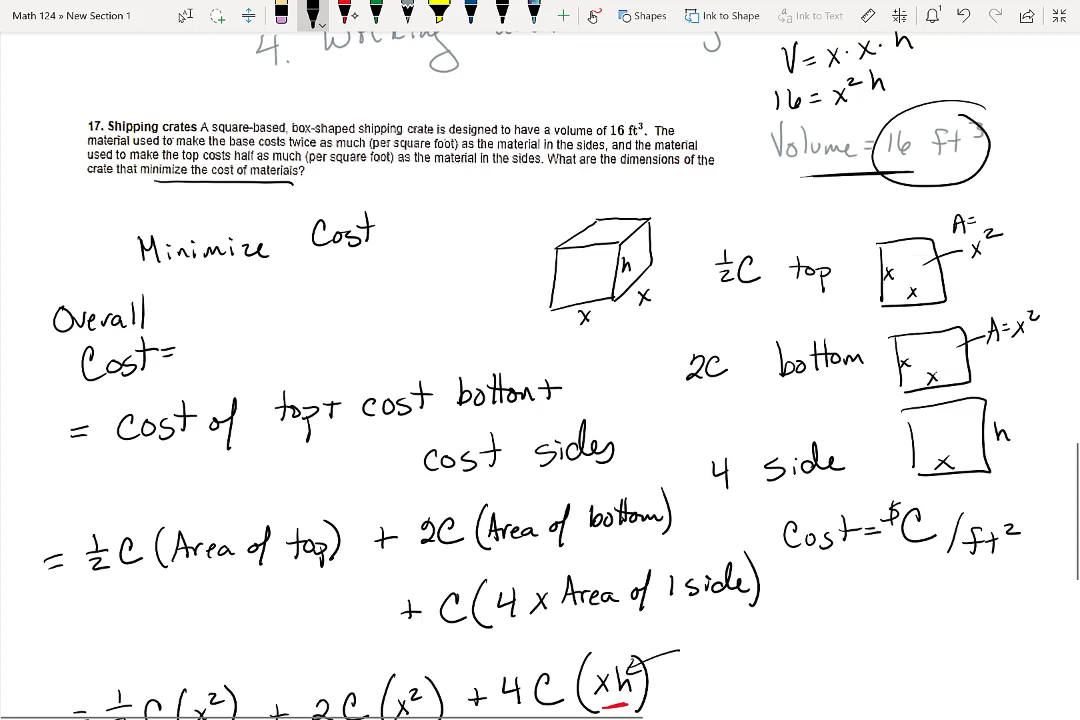 Math 124 » New Section 1
Shapes
Ink to Shape
Ink to Text
4. Working
V = x · x · h
16 = x² h
Volume = 16 ft³
17. Shipping crates A square-based, box-shaped shipping crate is designed to have a volume of 16 ft³. The
material used to make the base costs twice as much (per square foot) as the material in the sides, and the material
used to make the top costs half as much (per square foot) as the material in the sides. What are the dimensions of the
crate that minimize the cost of materials?
Minimize Cost
h
x
x
½C top
x
x
A = x²
Overall
Cost =
2C bottom
x
x
A = x²
= cost of top + cost bottom +
cost sides
4 side
x
h
= ½C (Area of top) + 2C (Area of bottom)
+ C (4 x Area of 1 side)
Cost = $C / ft²
= ½C (x²) + 2C (x²) + 4C (xh)